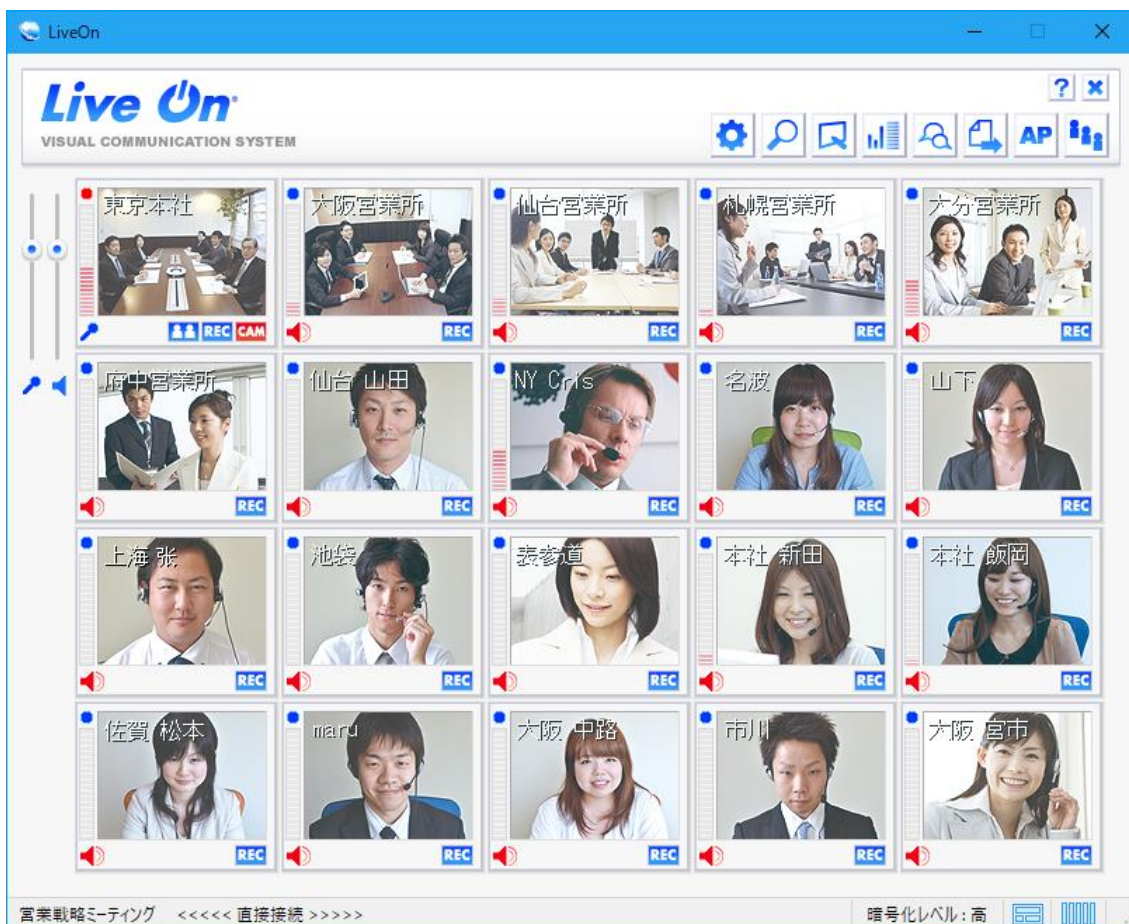 LiveOn
Live On
VISUAL COMMUNICATION SYSTEM
?
AP
東京本社
REC CAM
大阪営業所
REC
仙台営業所
REC
札幌営業所
REC
大分営業所
REC
府中営業所
REC
仙台 山田
REC
NY Cris
REC
名波
REC
山下
REC
上海 张
REC
池袋
REC
表参道
REC
本社 新田
REC
本社 飯岡
REC
佐賀 松本
REC
maru
REC
大阪 中路
REC
市川
REC
大阪 宮市
REC
営業戦略ミーティング <<<<< 直接接続 >>>>>
暗号化レベル : 高